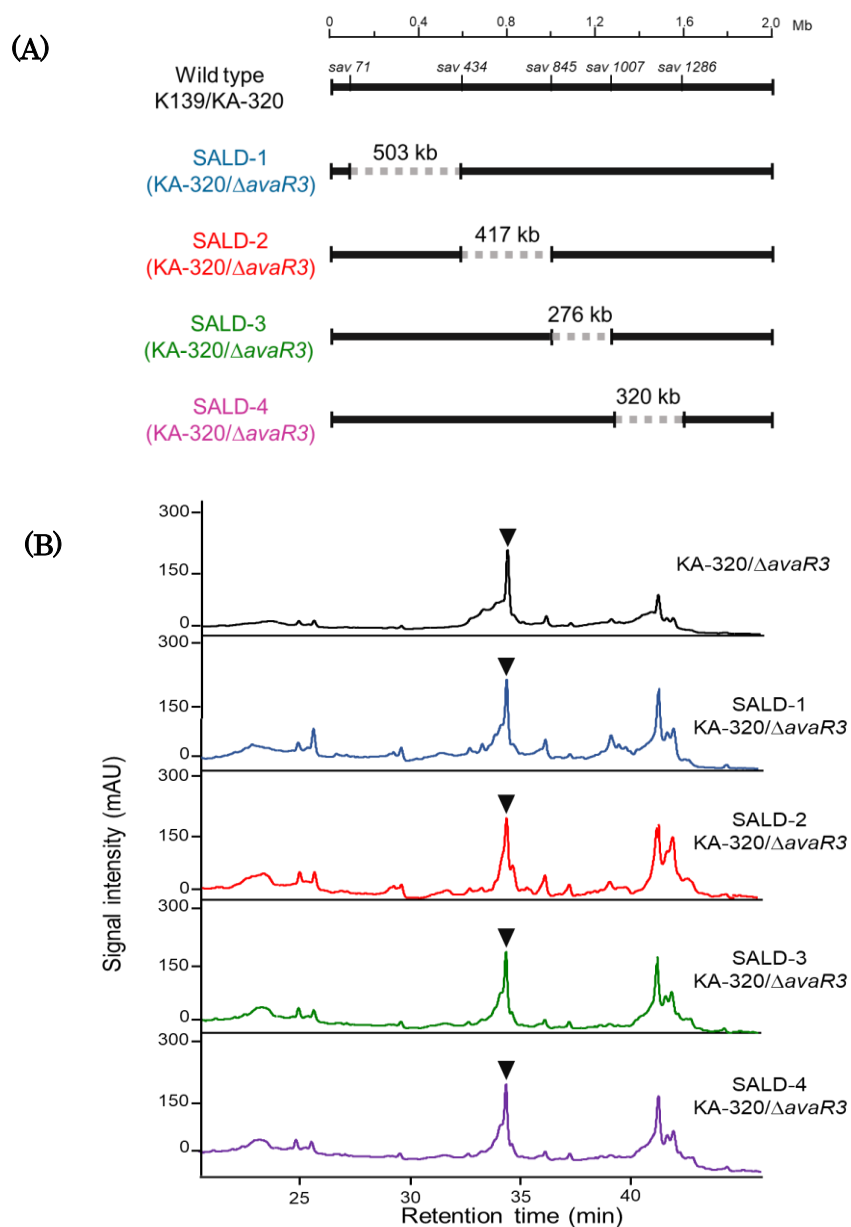 (A)
0 0.4 0.8 1.2 1.6 2.0 Mb
sav 71 sav 434 sav 845 sav 1007 sav 1286
Wild type
K139/KA-320
SALD-1
(KA-320/ΔavaR3)
503 kb
SALD-2
(KA-320/ΔavaR3)
417 kb
SALD-3
(KA-320/ΔavaR3)
276 kb
SALD-4
(KA-320/ΔavaR3)
320 kb
(B)
Signal intensity (mAU)
300
150
0
KA-320/ΔavaR3
300
150
0
SALD-1
KA-320/ΔavaR3
300
150
0
SALD-2
KA-320/ΔavaR3
300
150
0
SALD-3
KA-320/ΔavaR3
300
150
0
SALD-4
KA-320/ΔavaR3
25 30 35 40
Retention time (min)